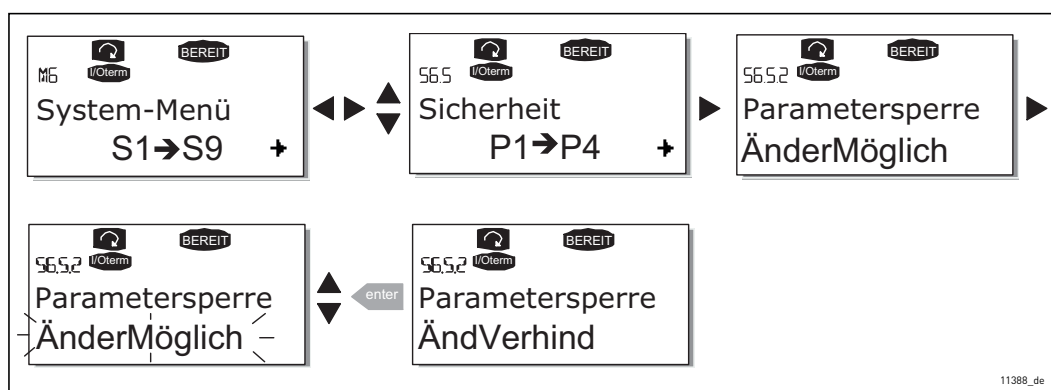 BEREIT
M6 I/Oterm
System-Menü
S1➔S9 +
BEREIT
S6.5 I/Oterm
Sicherheit
P1➔P4 +
BEREIT
S6.5.2 I/Oterm
Parametersperre
ÄnderMöglich
BEREIT
S6.5.2 I/Oterm
Parametersperre
ÄnderMöglich
enter
BEREIT
S6.5.2 I/Oterm
Parametersperre
ÄndVerhind
11388_de